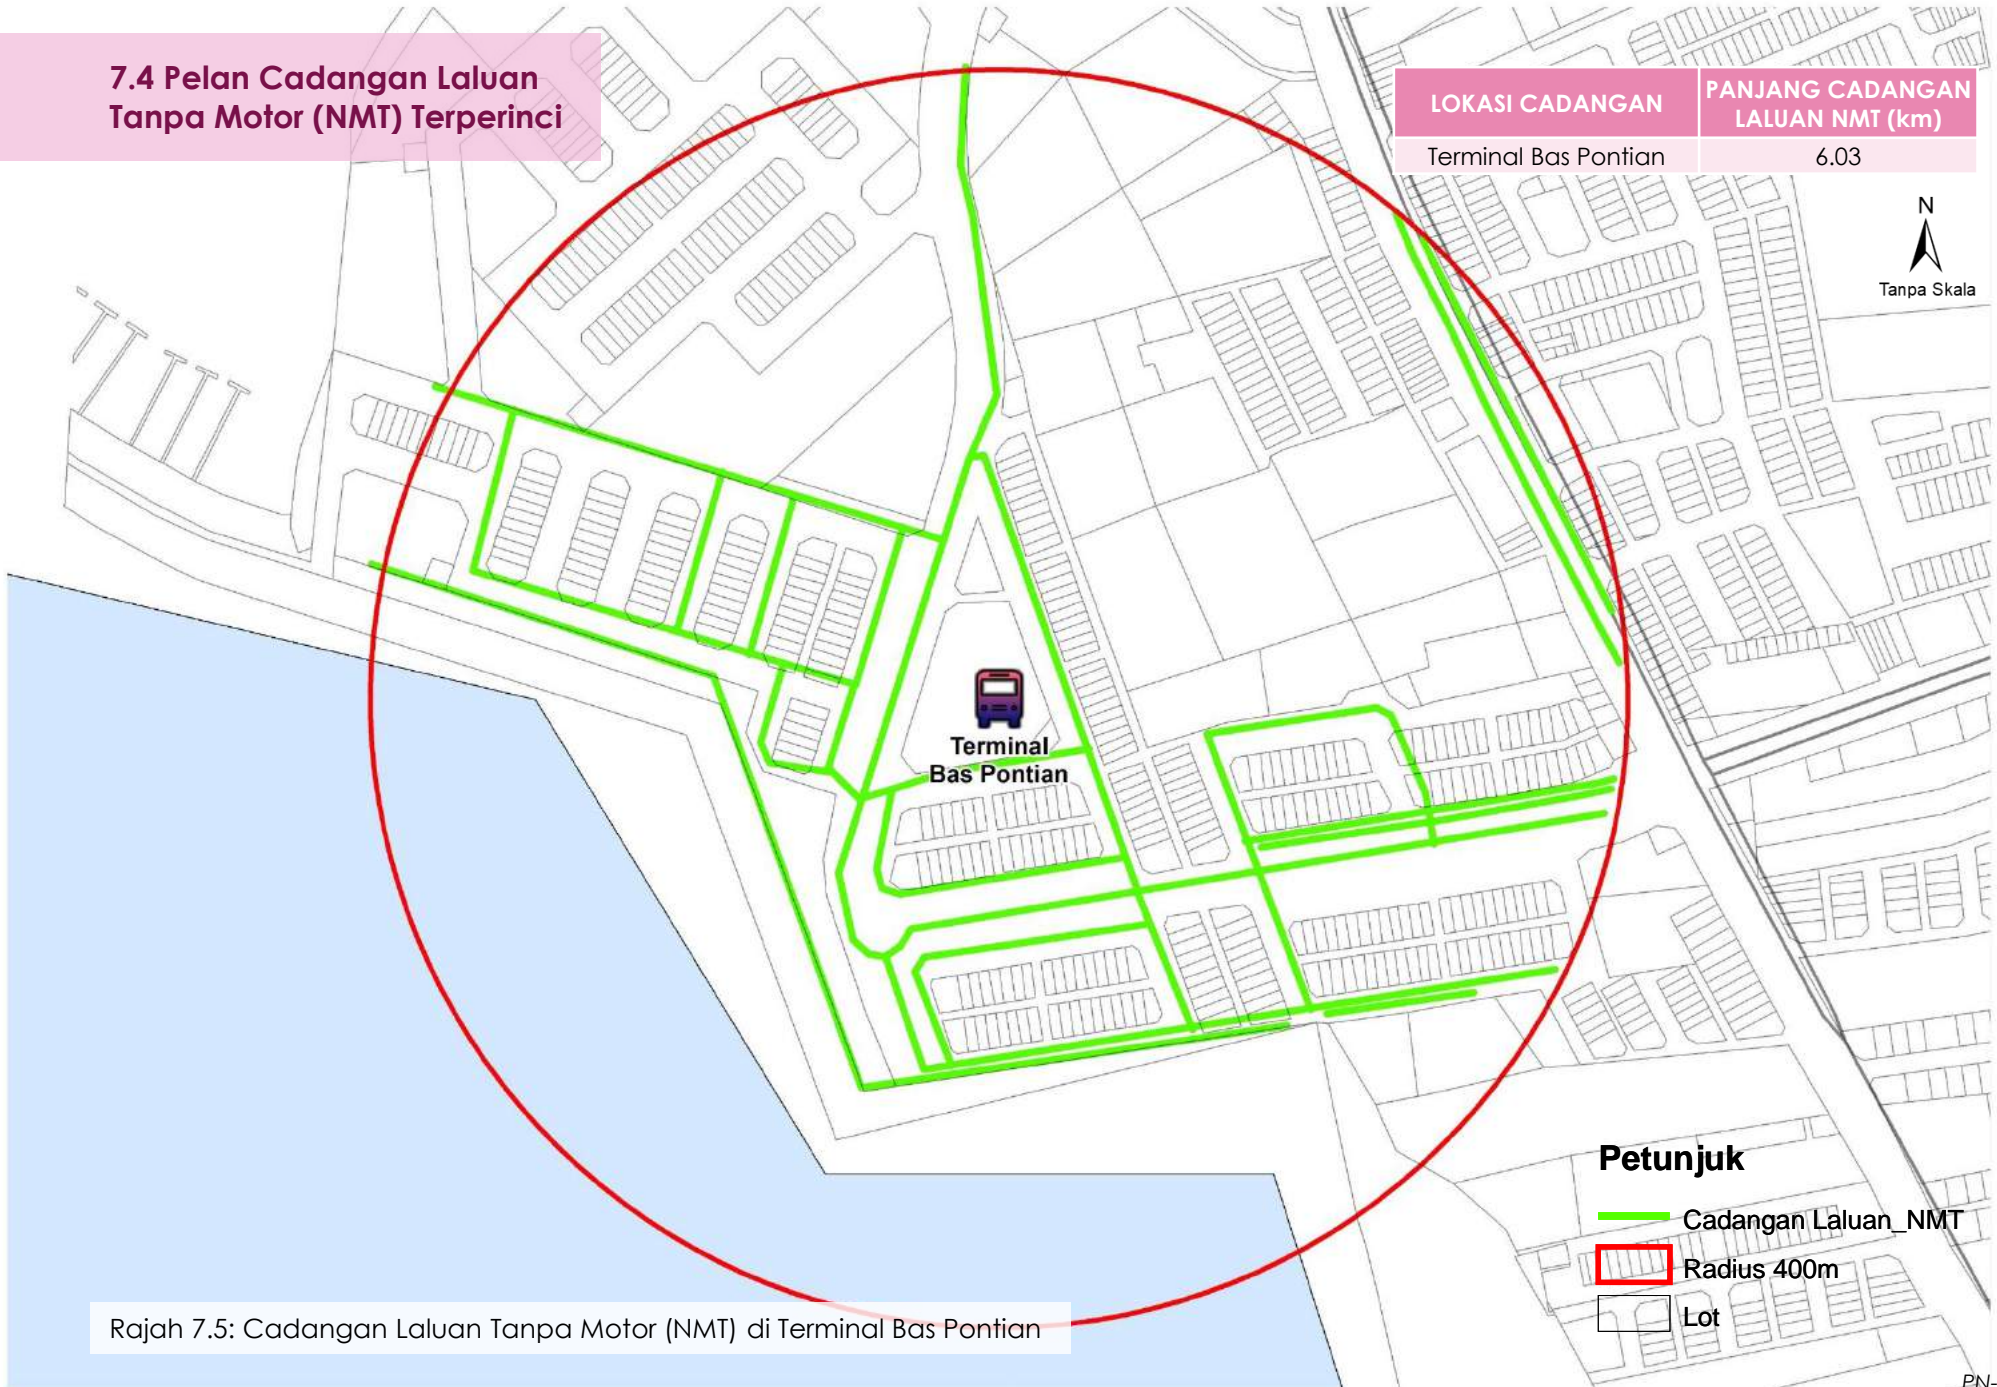 7.4 Pelan Cadangan Laluan
Tanpa Motor (NMT) Terperinci
LOKASI CADANGAN
PANJANG CADANGAN
LALUAN NMT (km)
Terminal Bas Pontian
6.03
N
Tanpa Skala
Terminal
Bas Pontian
Petunjuk
Cadangan Laluan_NMT
Radius 400m
Lot
Rajah 7.5: Cadangan Laluan Tanpa Motor (NMT) di Terminal Bas Pontian
PN-